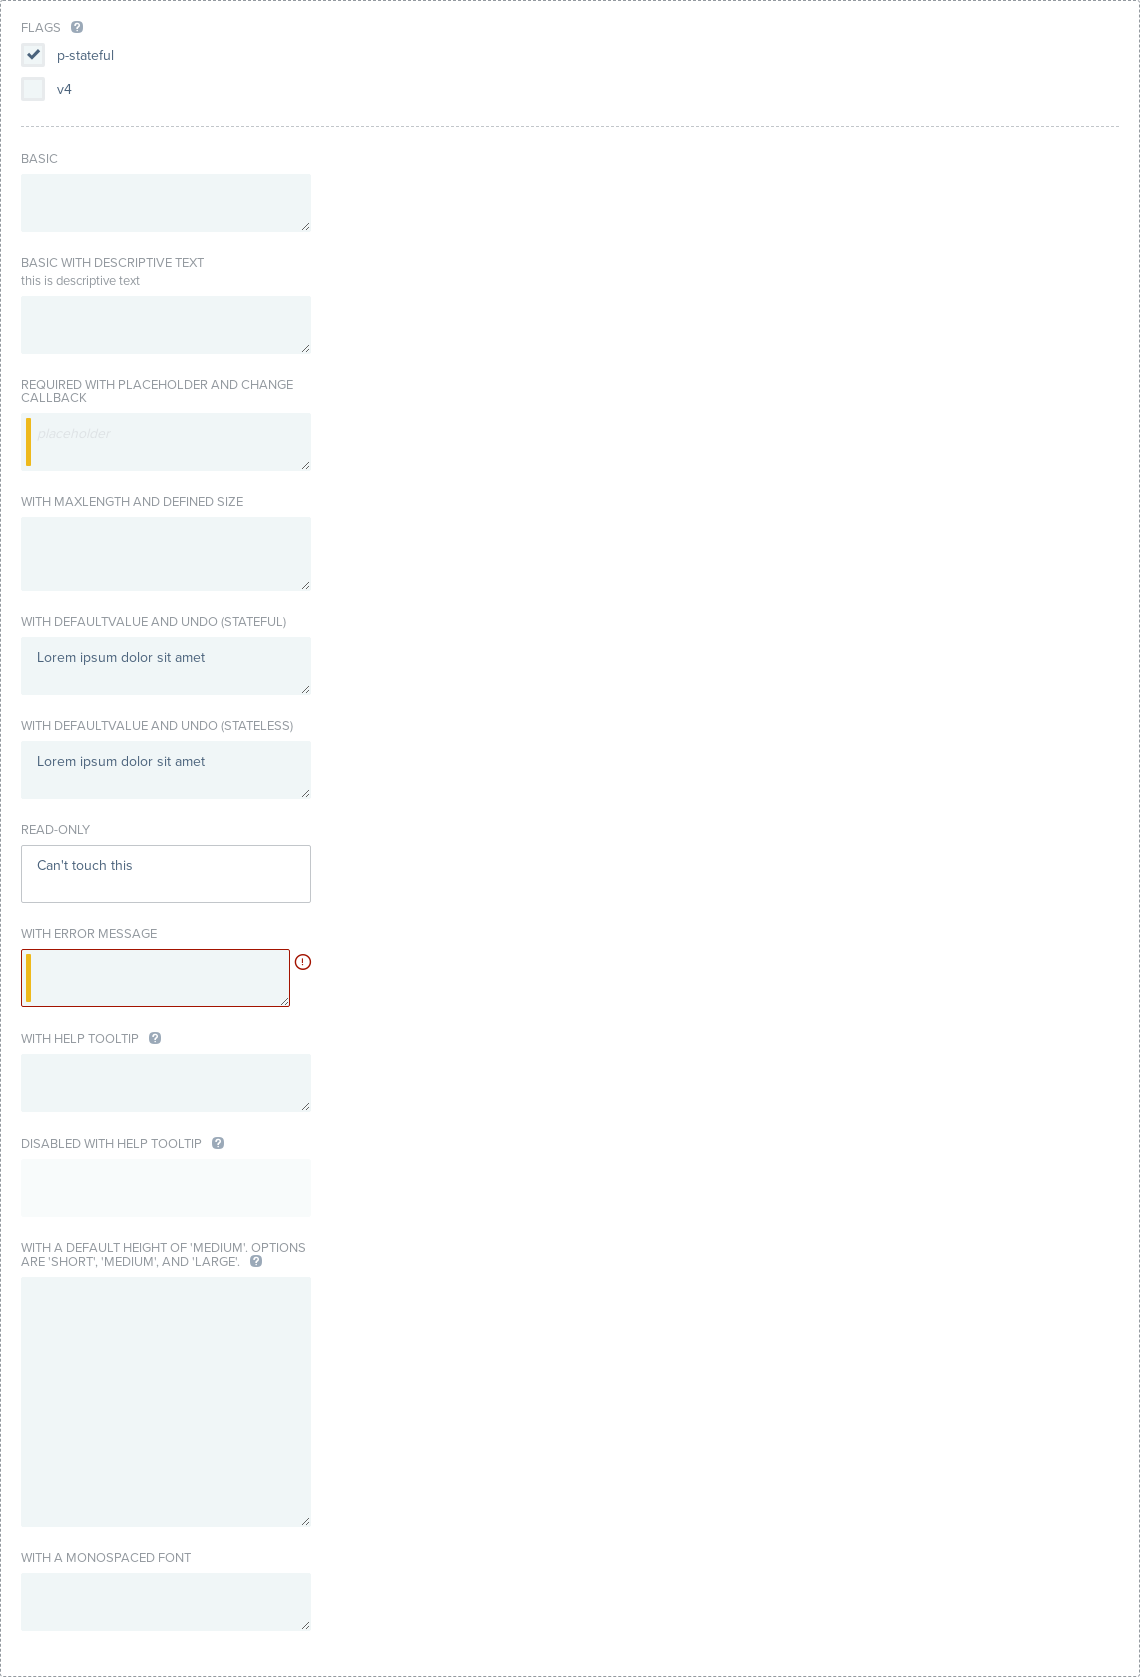 FLAGS
p-stateful
v4
BASIC
BASIC WITH DESCRIPTIVE TEXT
this is descriptive text
REQUIRED WITH PLACEHOLDER AND CHANGE
CALLBACK
placeholder
WITH MAXLENGTH AND DEFINED SIZE
WITH DEFAULTVALUE AND UNDO (STATEFUL)
Lorem ipsum dolor sit amet
WITH DEFAULTVALUE AND UNDO (STATELESS)
Lorem ipsum dolor sit amet
READ-ONLY
Can't touch this
WITH ERROR MESSAGE
WITH HELP TOOLTIP
DISABLED WITH HELP TOOLTIP
WITH A DEFAULT HEIGHT OF 'MEDIUM'. OPTIONS
ARE 'SHORT', 'MEDIUM', AND 'LARGE'.
WITH A MONOSPACED FONT